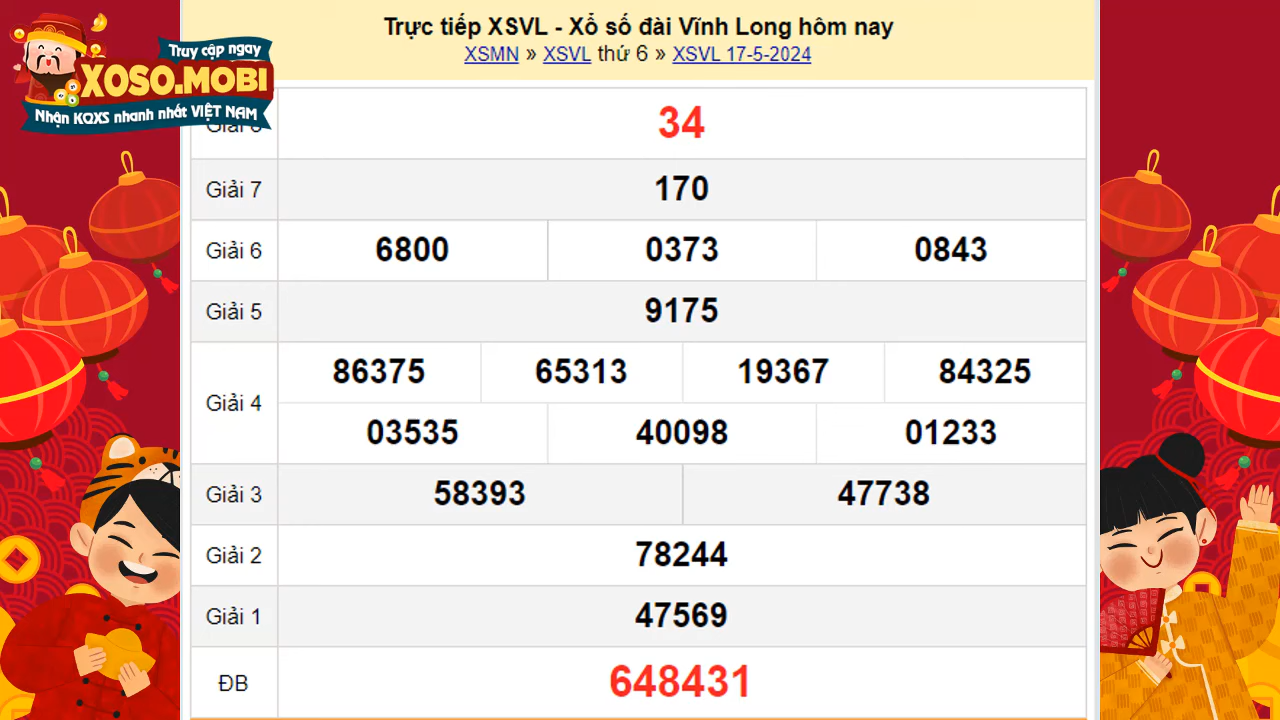 Trực tiếp XSVL - Xổ số đài Vĩnh Long hôm nay
XSMN » XSVL thứ 6 » XSVL 17-5-2024
Truy cập ngay
XOSO.MOBI
Nhận KQXS nhanh nhất VIỆT NAM
34
Giải 7 170
Giải 6 6800 0373 0843
Giải 5 9175
86375 65313 19367 84325
Giải 4
03535 40098 01233
Giải 3 58393 47738
Giải 2 78244
Giải 1 47569
ĐB 648431